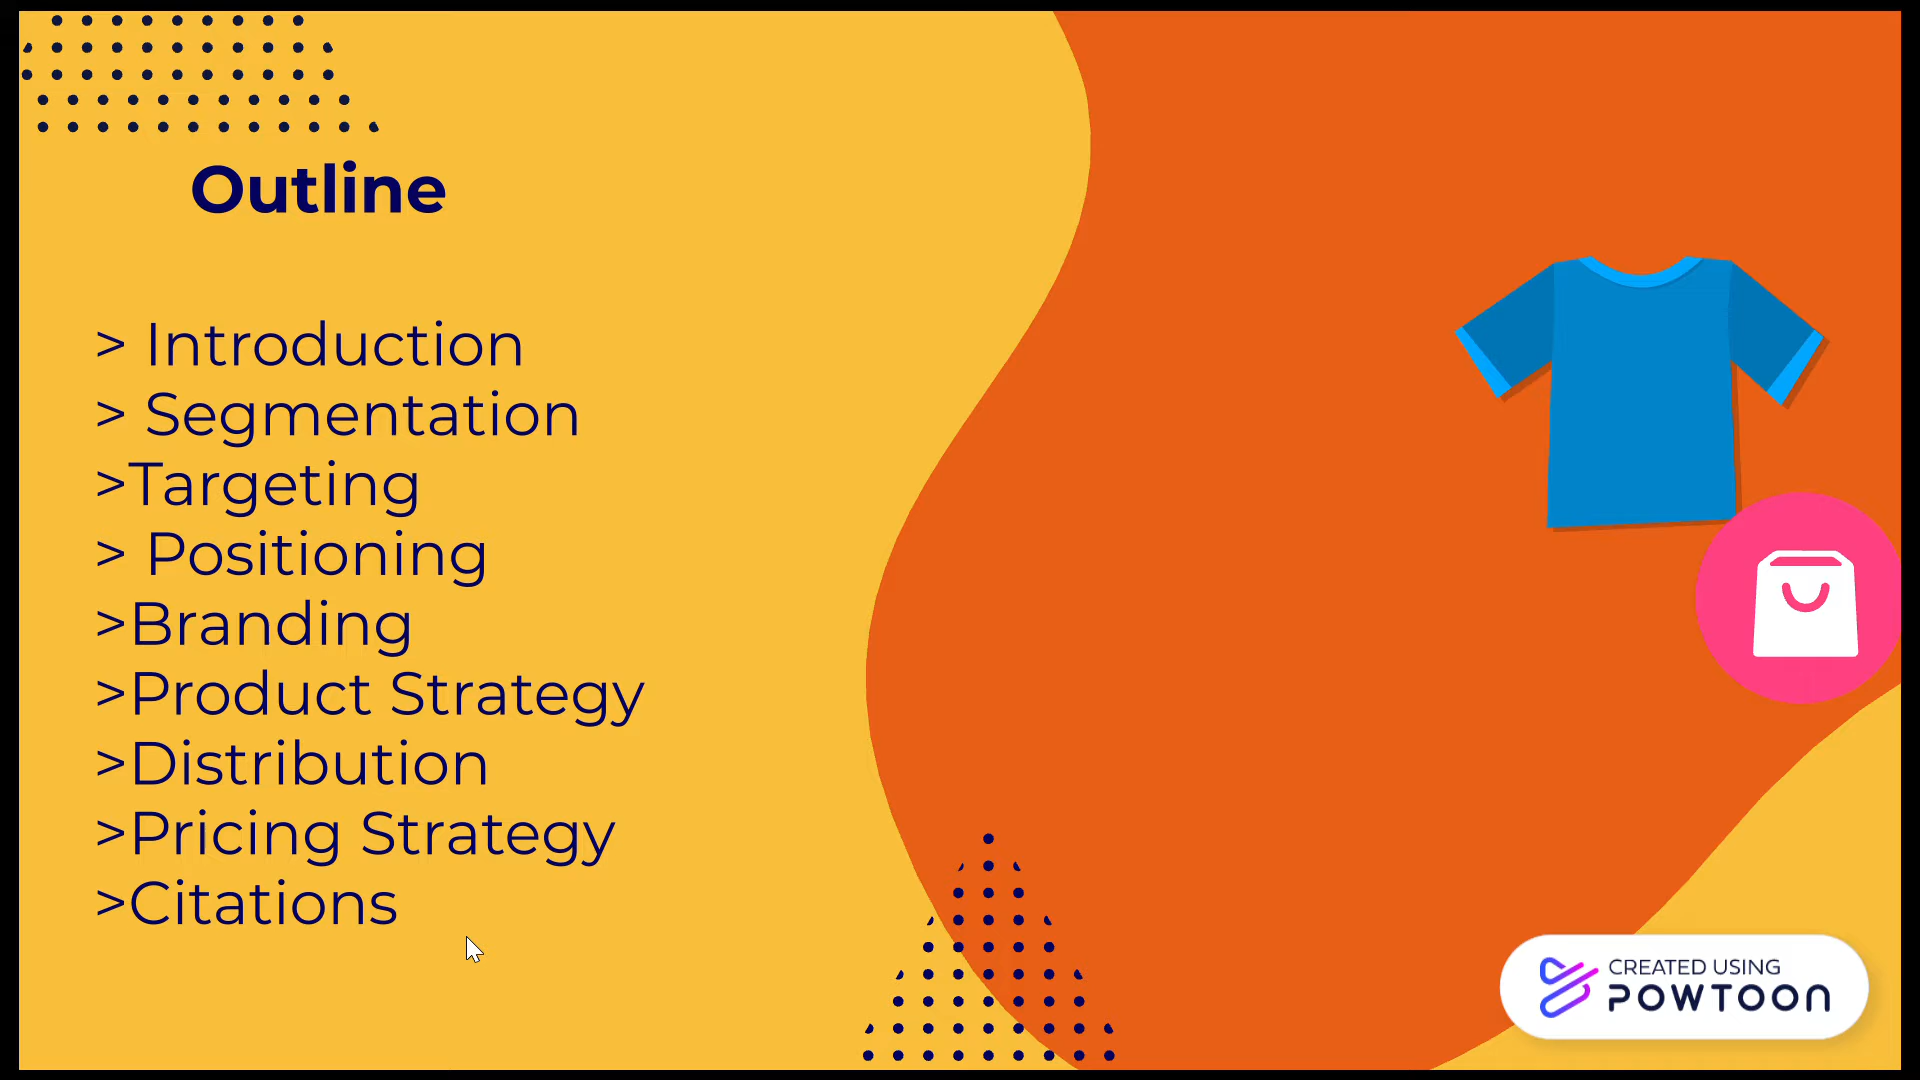 Outline
> Introduction
> Segmentation
>Targeting
> Positioning
>Branding
>Product Strategy
>Distribution
>Pricing Strategy
>Citations
CREATED USING
POWTOON